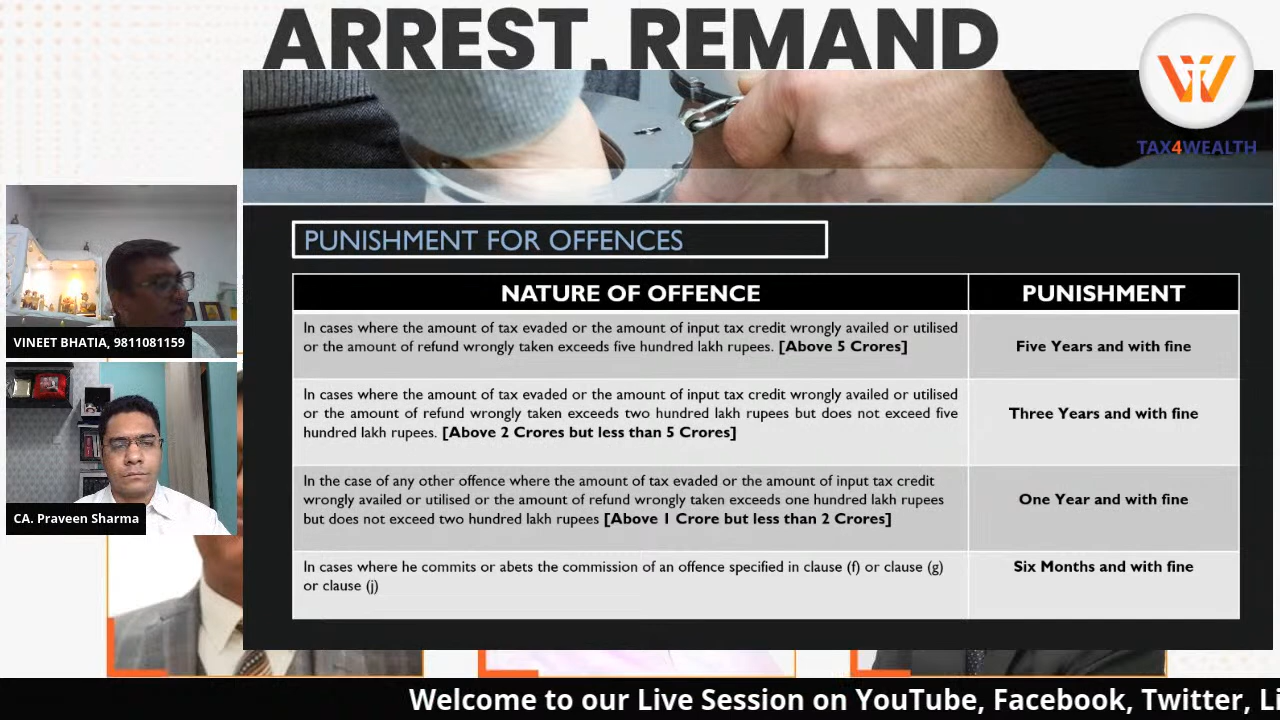 ARREST, REMAND
TAX4WEALTH
PUNISHMENT FOR OFFENCES
NATURE OF OFFENCE
PUNISHMENT
In cases where the amount of tax evaded or the amount of input tax credit wrongly availed or utilised
or the amount of refund wrongly taken exceeds five hundred lakh rupees. [Above 5 Crores]
Five Years and with fine
In cases where the amount of tax evaded or the amount of input tax credit wrongly availed or utilised
or the amount of refund wrongly taken exceeds two hundred lakh rupees but does not exceed five
hundred lakh rupees. [Above 2 Crores but less than 5 Crores]
Three Years and with fine
In the case of any other offence where the amount of tax evaded or the amount of input tax credit
wrongly availed or utilised or the amount of refund wrongly taken exceeds one hundred lakh rupees
but does not exceed two hundred lakh rupees [Above 1 Crore but less than 2 Crores]
One Year and with fine
In cases where he commits or abets the commission of an offence specified in clause (f) or clause (g)
or clause (j)
Six Months and with fine
VINEET BHATIA, 9811081159
CA. Praveen Sharma
Welcome to our Live Session on YouTube, Facebook, Twitter, Li